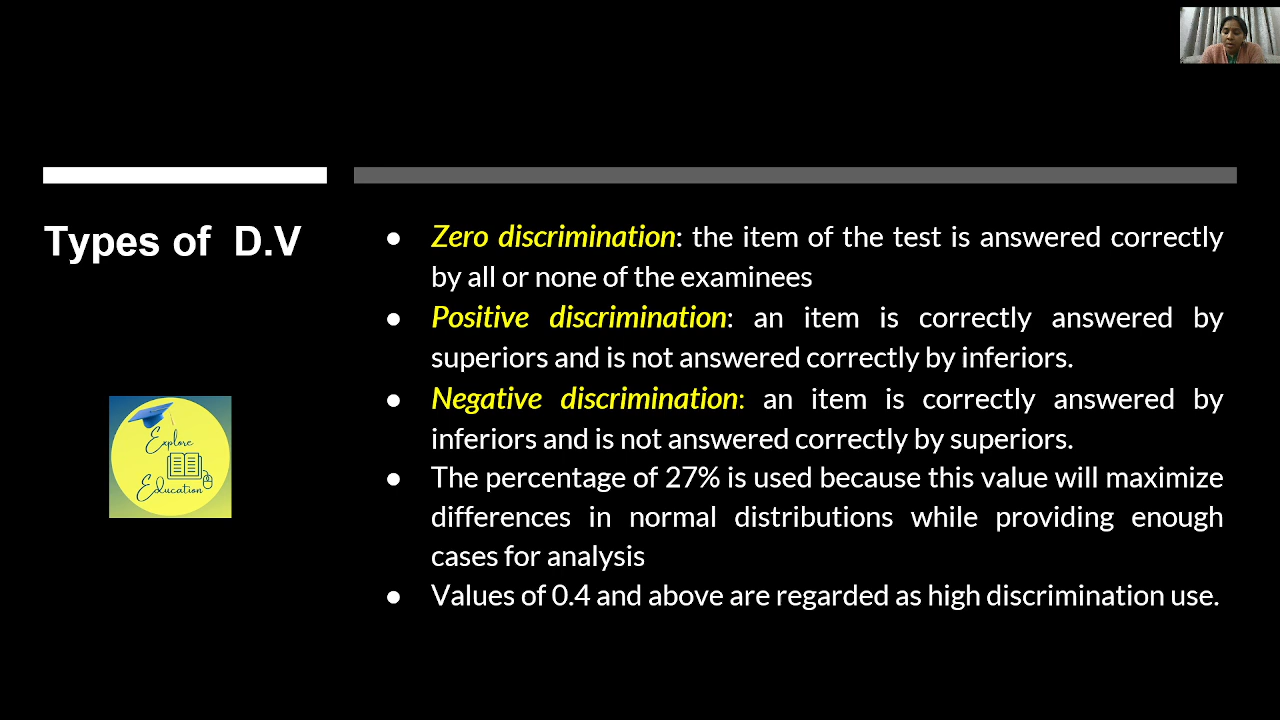 Types of D.V
● Zero discrimination: the item of the test is answered correctly
by all or none of the examinees
● Positive discrimination: an item is correctly answered by
superiors and is not answered correctly by inferiors.
● Negative discrimination: an item is correctly answered by
inferiors and is not answered correctly by superiors.
● The percentage of 27% is used because this value will maximize
differences in normal distributions while providing enough
cases for analysis
● Values of 0.4 and above are regarded as high discrimination use.
Explore
Education